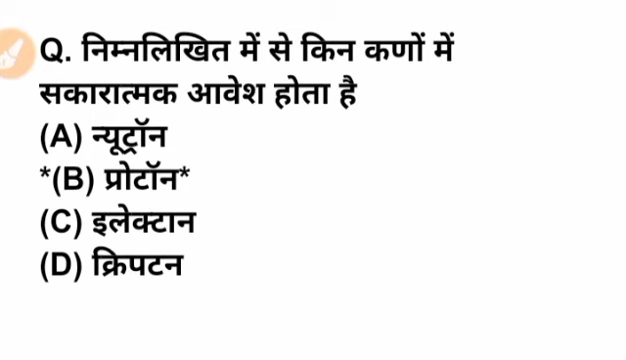 Q. निम्नलिखित में से किन कणों में
सकारात्मक आवेश होता है
(A) न्यूट्रॉन
*(B) प्रोटॉन*
(C) इलेक्टान
(D) क्रिपटन